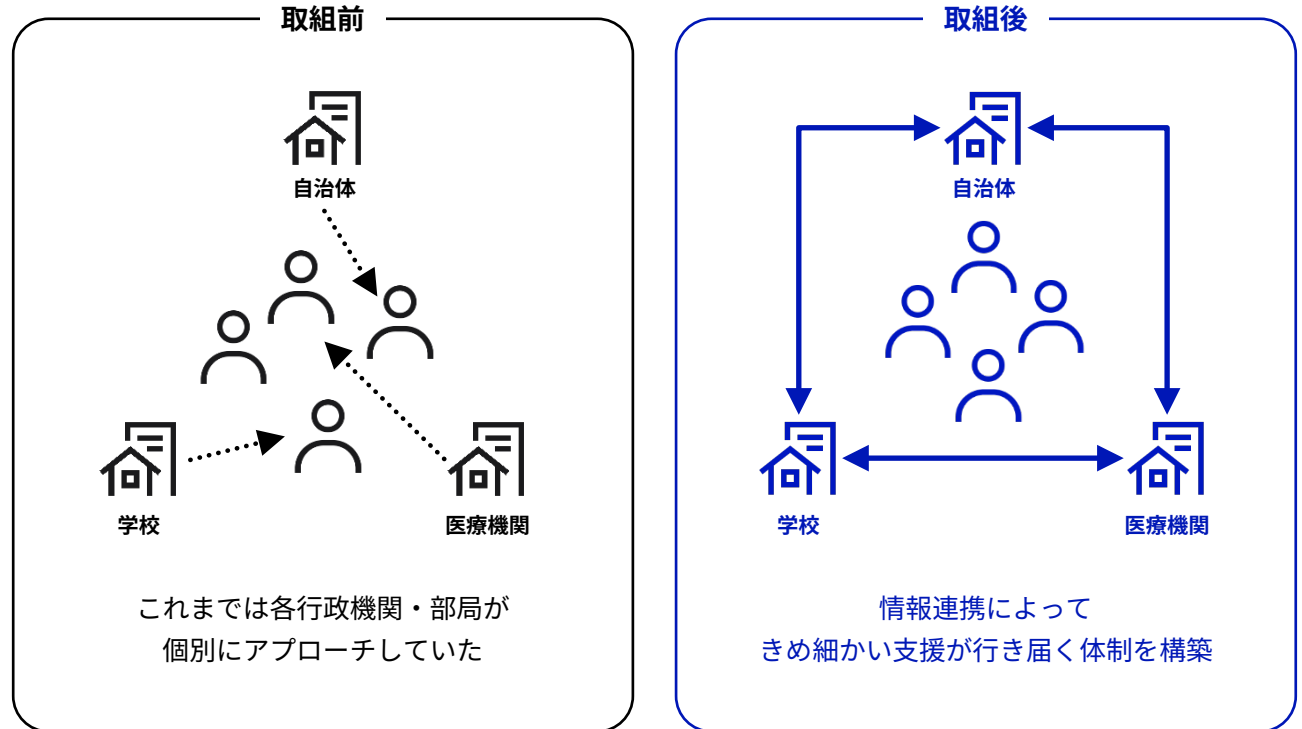 取組前
自治体
学校
医療機関
これまでは各行政機関・部局が
個別にアプローチしていた
取組後
自治体
学校
医療機関
情報連携によって
きめ細かい支援が行き届く体制を構築